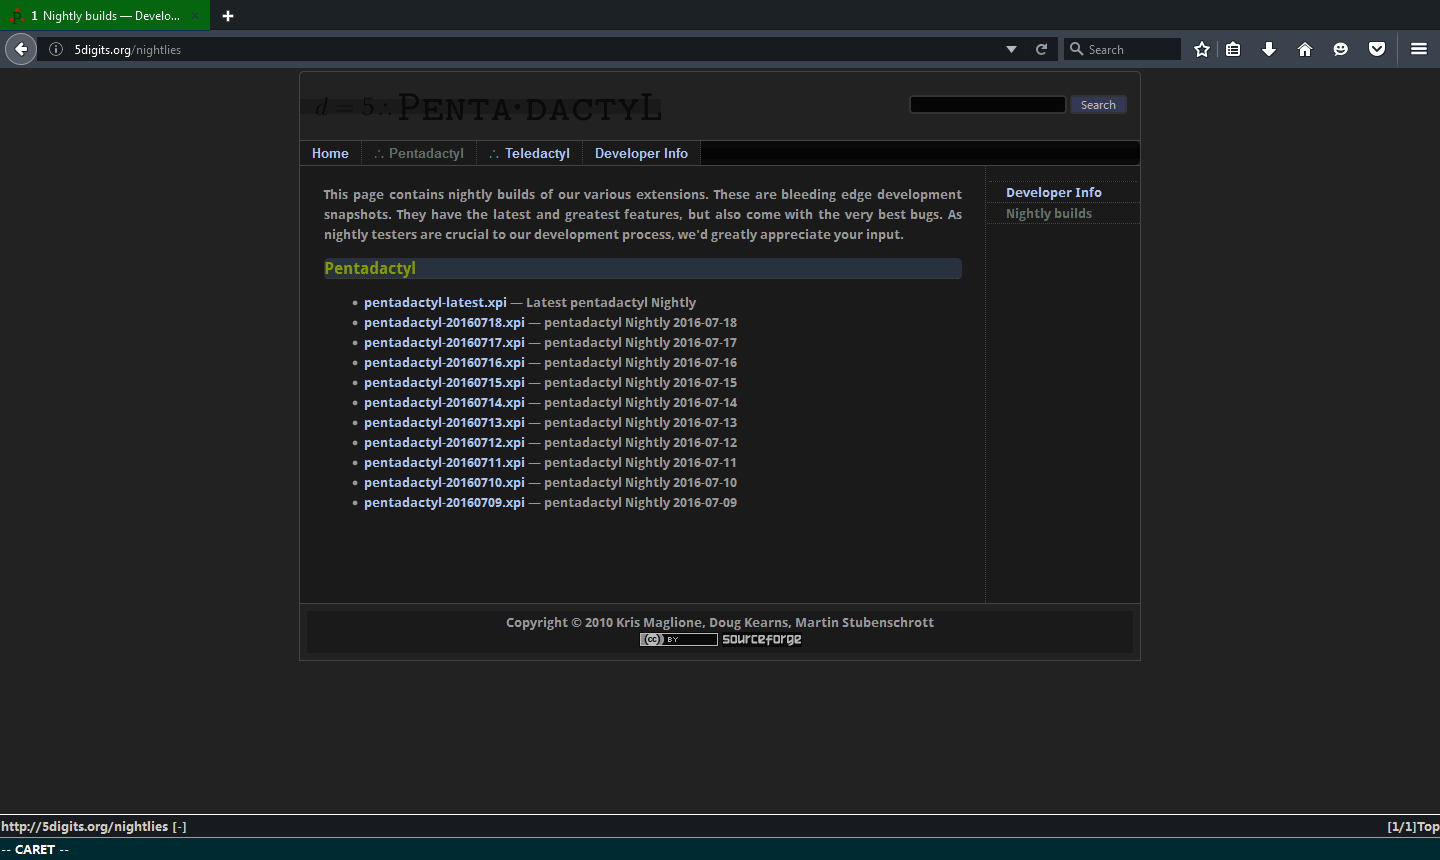 1 Nightly builds — Develo...
5digits.org/nightlies
Search
d = 5∴ PENTA·DACTYL
Search
Home
∴ Pentadactyl
∴ Teledactyl
Developer Info
This page contains nightly builds of our various extensions. These are bleeding edge development
snapshots. They have the latest and greatest features, but also come with the very best bugs. As
nightly testers are crucial to our development process, we'd greatly appreciate your input.
Developer Info
Nightly builds
Pentadactyl
• pentadactyl-latest.xpi — Latest pentadactyl Nightly
• pentadactyl-20160718.xpi — pentadactyl Nightly 2016-07-18
• pentadactyl-20160717.xpi — pentadactyl Nightly 2016-07-17
• pentadactyl-20160716.xpi — pentadactyl Nightly 2016-07-16
• pentadactyl-20160715.xpi — pentadactyl Nightly 2016-07-15
• pentadactyl-20160714.xpi — pentadactyl Nightly 2016-07-14
• pentadactyl-20160713.xpi — pentadactyl Nightly 2016-07-13
• pentadactyl-20160712.xpi — pentadactyl Nightly 2016-07-12
• pentadactyl-20160711.xpi — pentadactyl Nightly 2016-07-11
• pentadactyl-20160710.xpi — pentadactyl Nightly 2016-07-10
• pentadactyl-20160709.xpi — pentadactyl Nightly 2016-07-09
Copyright © 2010 Kris Maglione, Doug Kearns, Martin Stubenschrott
cc BY sourceforge
http://5digits.org/nightlies [-]
[1/1]Top
-- CARET --